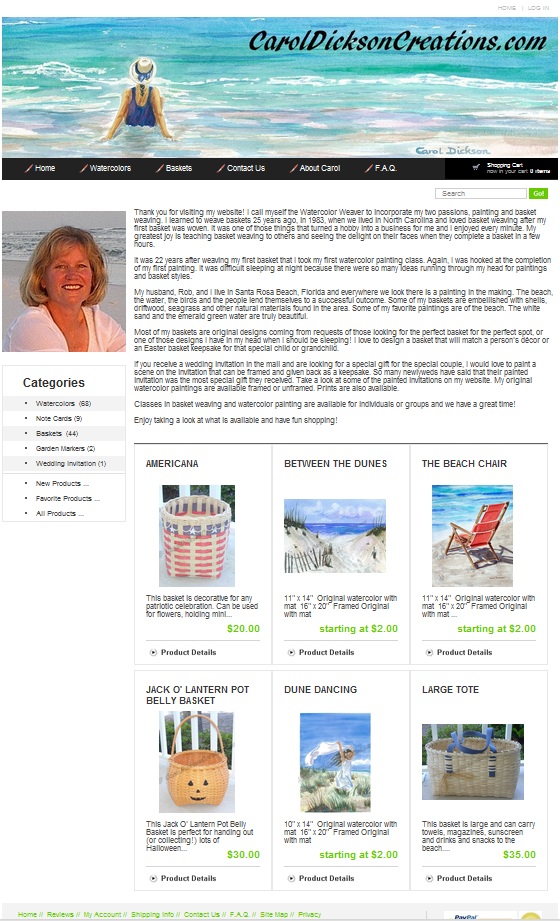 HOME | LOG IN
CarolDicksonCreations.com
Carol Dickson
Home Watercolors Baskets Contact Us About Carol F.A.Q.
Shopping Cart
now in your cart 0 items
Search Go!
Thank you for visiting my website! I call myself the Watercolor Weaver to incorporate my two passions, painting and basket
weaving. I learned to weave baskets 25 years ago, in 1983, when we lived in North Carolina and loved basket weaving after my
first basket was woven. It was one of those things that turned a hobby into a business for me and I enjoyed every minute. My
greatest joy is teaching basket weaving to others and seeing the delight on their faces when they complete a basket in a few
hours.
It was 22 years after weaving my first basket that I took my first watercolor painting class. Again, I was hooked at the completion
of my first painting. It was difficult sleeping at night because there were so many ideas running through my head for paintings
and basket styles.
My husband, Rob, and I live in Santa Rosa Beach, Florida and everywhere we look there is a painting in the making. The beach,
the water, the birds and the people lend themselves to a successful outcome. Some of my baskets are embellished with shells,
driftwood, seagrass and other natural materials found in the area. Some of my favorite paintings are of the beach. The white
sand and the emerald green water are truly beautiful.
Most of my baskets are original designs coming from requests of those looking for the perfect basket for the perfect spot, or
one of those designs I have in my head when I should be sleeping! I love to design a basket that will match a person's décor or
an Easter basket keepsake for that special child or grandchild.
If you receive a wedding invitation in the mail and are looking for a special gift for the special couple, I would love to paint a
scene on the invitation that can be framed and given back as a keepsake. So many newlyweds have said that their painted
invitation was the most special gift they received. Take a look at some of the painted invitations on my website. My original
watercolor paintings are available framed or unframed. Prints are also available.
Classes in basket weaving and watercolor painting are available for individuals or groups and we have a great time!
Enjoy taking a look at what is available and have fun shopping!
Categories
Watercolors (68)
Note Cards (9)
Baskets (44)
Garden Markers (2)
Wedding Invitation (1)
New Products ...
Favorite Products ...
All Products ...
AMERICANA
This basket is decorative for any
patriotic celebration. Can be used
for flowers, holding mini...
$20.00
Product Details
BETWEEN THE DUNES
11" x 14" Original watercolor with
mat 16" x 20" Framed Original
with mat
starting at $2.00
Product Details
THE BEACH CHAIR
11" x 14" Original watercolor with
mat 16" x 20" Framed Original
with mat ...
starting at $2.00
Product Details
JACK O' LANTERN POT
BELLY BASKET
This Jack O' Lantern Pot Belly
Basket is perfect for handing out
(or collecting!) lots of
Halloween...
$30.00
Product Details
DUNE DANCING
10" x 14" Original watercolor with
mat 16" x 20" Framed Original
with mat
starting at $2.00
Product Details
LARGE TOTE
This basket is large and can carry
towels, magazines, sunscreen
and drinks and snacks to the
beach....
$35.00
Product Details
Home // Reviews // My Account // Shipping Info // Contact Us // F.A.Q. // Site Map // Privacy
PayPal